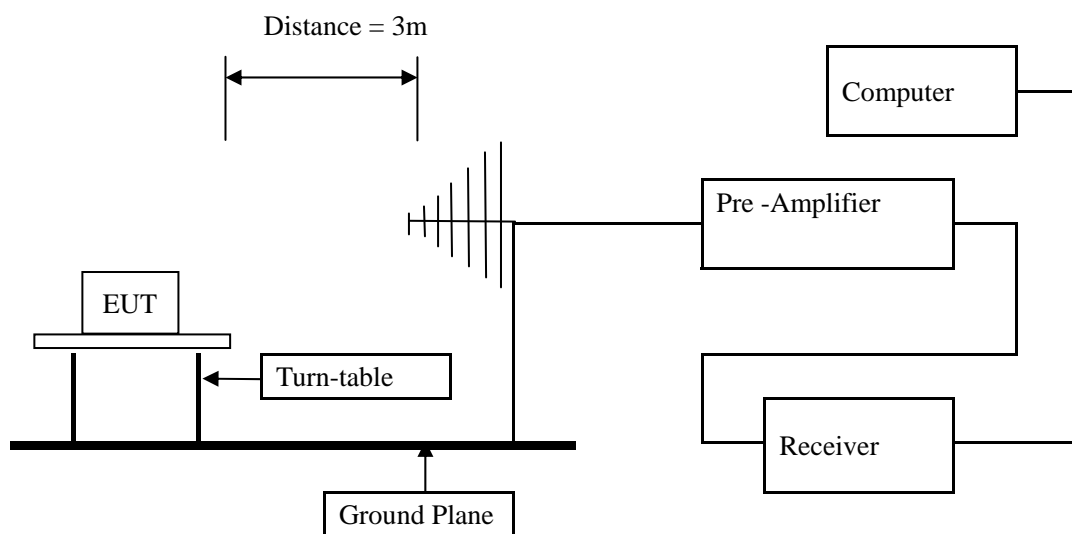 Distance = 3m
Computer
Pre -Amplifier
EUT
Turn-table
Receiver
Ground Plane